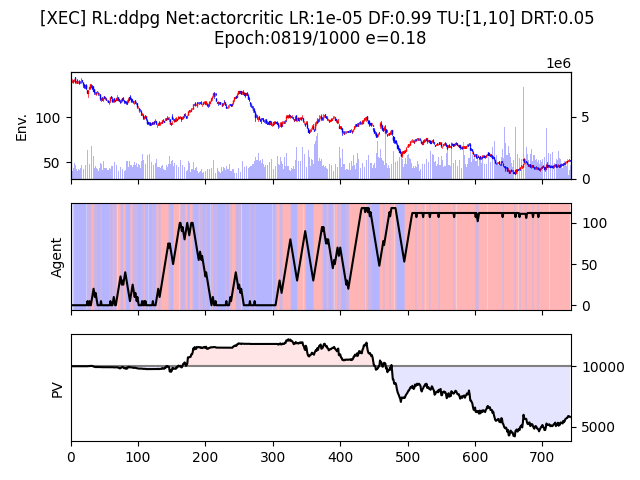 [XEC] RL:ddpg Net:actorcritic LR:1e-05 DF:0.99 TU:[1,10] DRT:0.05
Epoch:0819/1000 e=0.18
1e6
Env.
100
50
5
0
Agent
100
50
0
PV
10000
5000
0 100 200 300 400 500 600 700